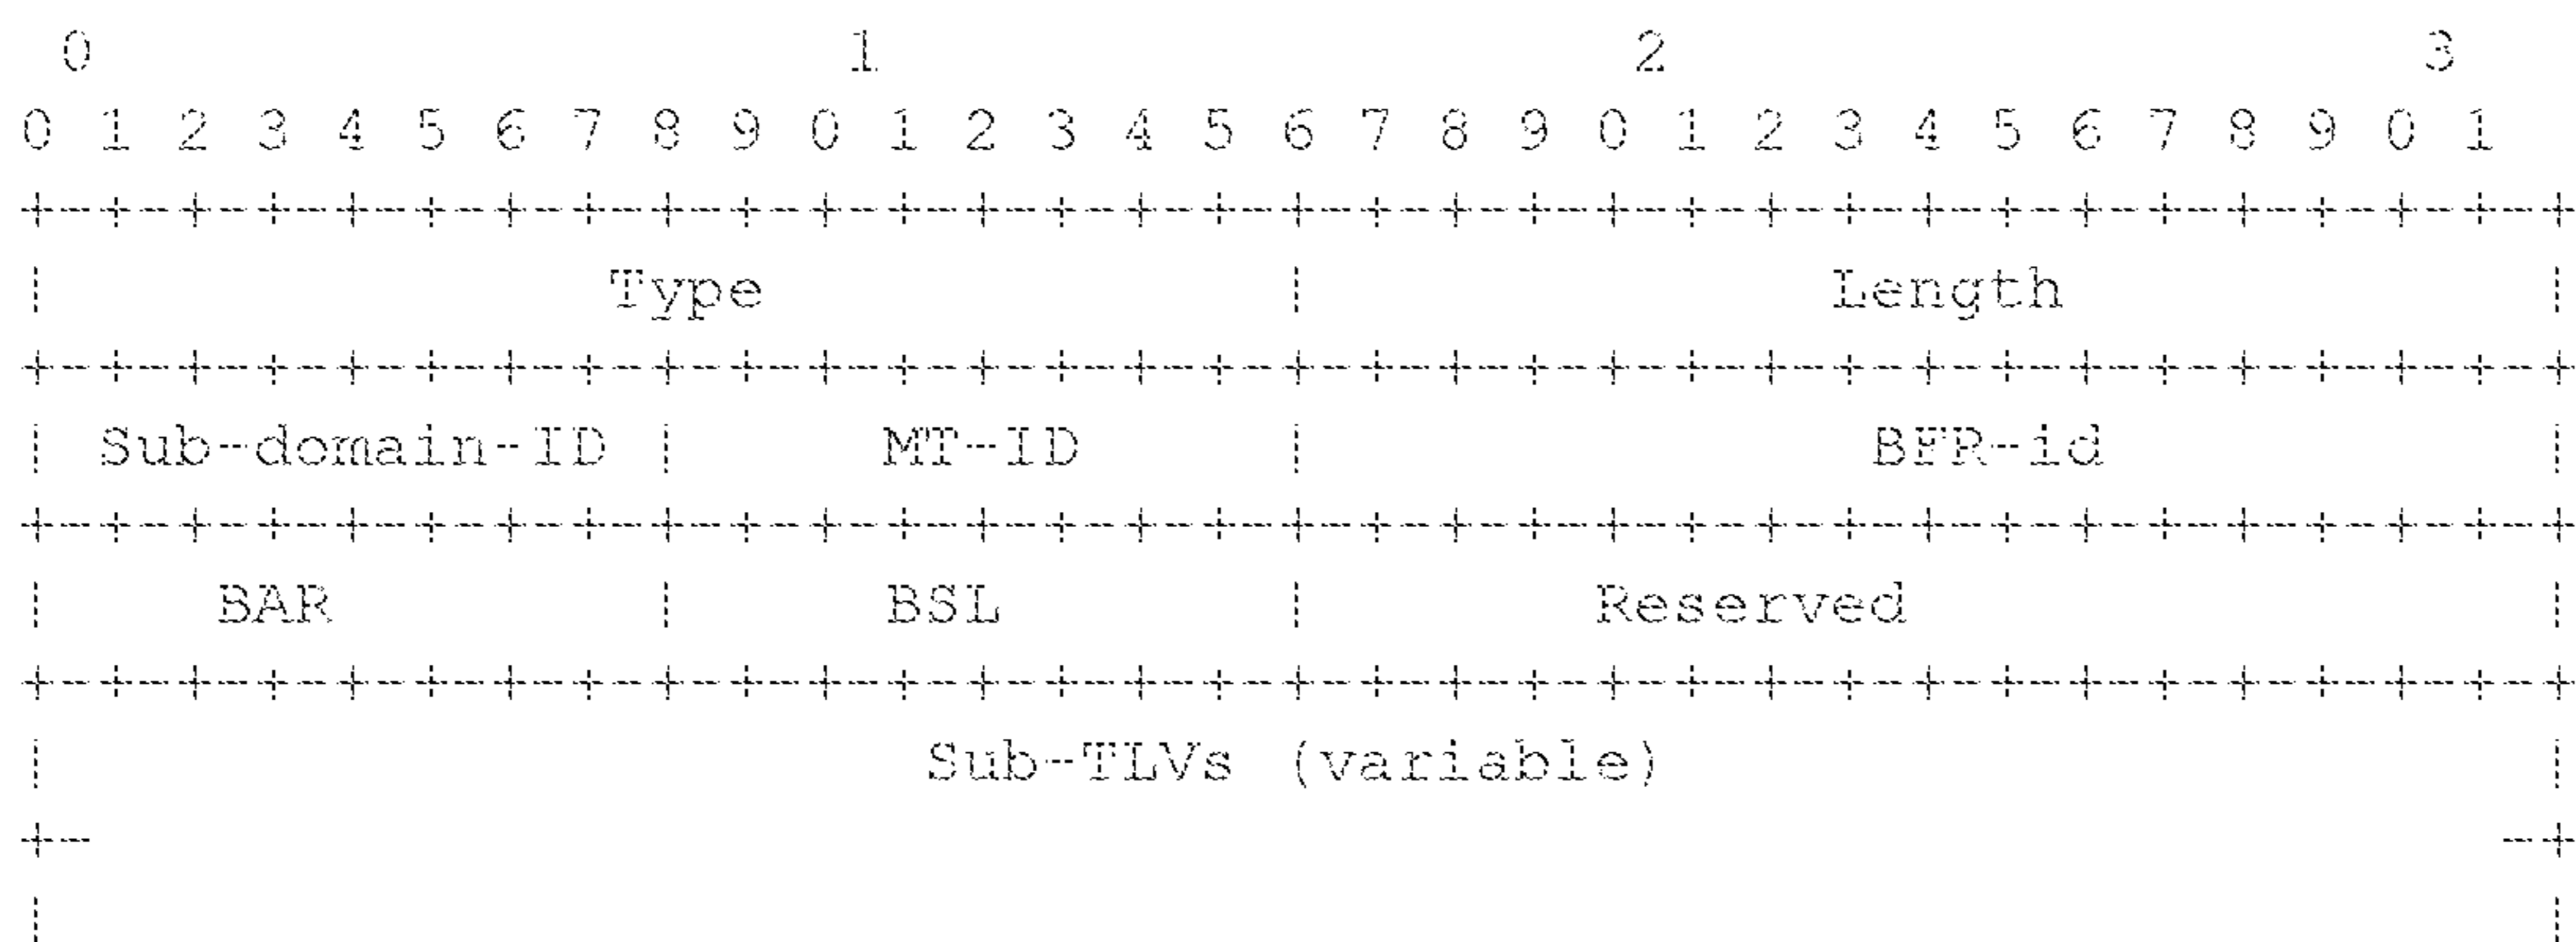 0                   1                   2                   3
0 1 2 3 4 5 6 7 8 9 0 1 2 3 4 5 6 7 8 9 0 1 2 3 4 5 6 7 8 9 0 1
+-+-+-+-+-+-+-+-+-+-+-+-+-+-+-+-+-+-+-+-+-+-+-+-+-+-+-+-+-+-+-+-+
| Type | Length |
+-+-+-+-+-+-+-+-+-+-+-+-+-+-+-+-+-+-+-+-+-+-+-+-+-+-+-+-+-+-+-+-+
| Sub-domain-ID | MT-ID | BFR-id |
+-+-+-+-+-+-+-+-+-+-+-+-+-+-+-+-+-+-+-+-+-+-+-+-+-+-+-+-+-+-+-+-+
| BAR | BSL | Reserved |
+-+-+-+-+-+-+-+-+-+-+-+-+-+-+-+-+-+-+-+-+-+-+-+-+-+-+-+-+-+-+-+-+
| Sub-TLVs (variable) |
+- -+
| |